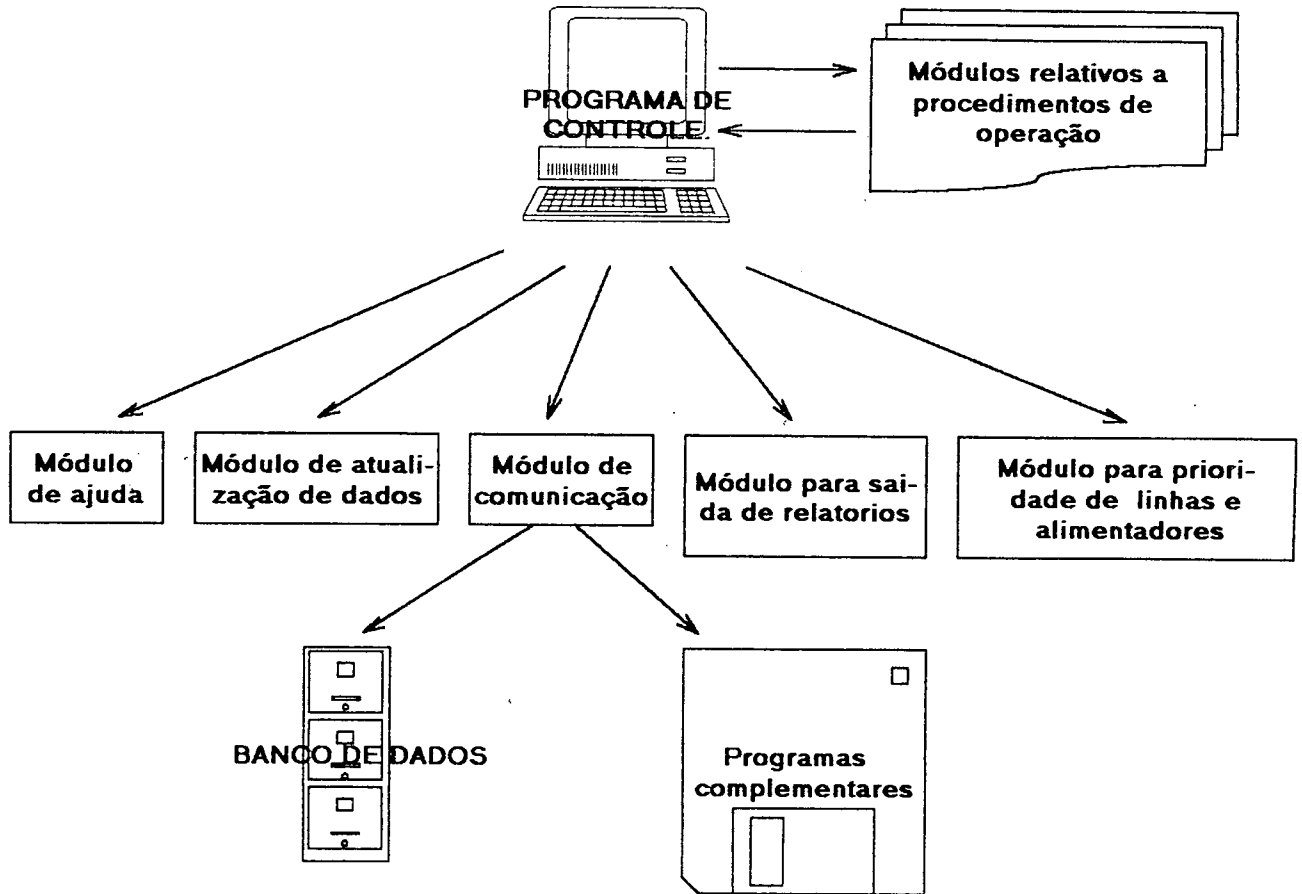 PROGRAMA DE
CONTROLE.
Módulos relativos a
procedimentos de
operação
Módulo
de ajuda
Módulo de atuali-
zação de dados
Módulo de
comunicação
Módulo para sai-
da de relatorios
Módulo para priori-
dade de linhas e
alimentadores
BANCO DE DADOS
Programas
complementares